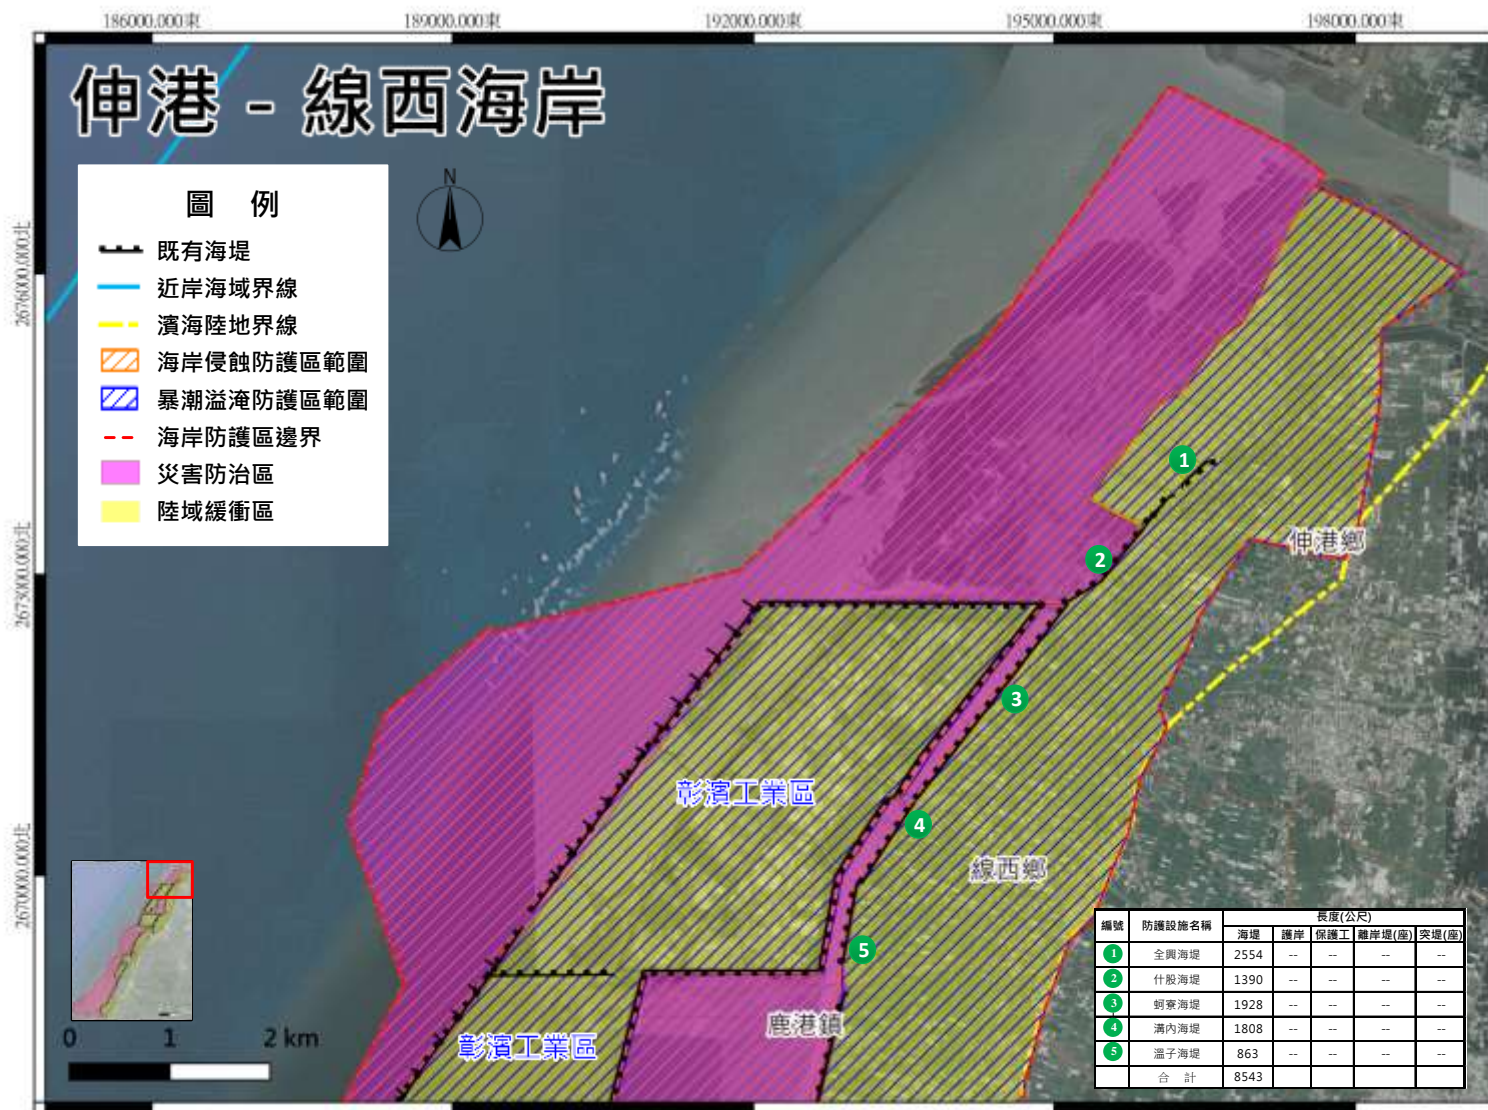 186000.000東 189000.000東 192000.000東 195000.000東 198000.000東
伸港 - 線西海岸
圖 例
既有海堤
近岸海域界線
濱海陸地界線
海岸侵蝕防護區範圍
暴潮溢淹防護區範圍
海岸防護區邊界
災害防治區
陸域緩衝區
N
2676000.000北
2673000.000北
2670000.000北
1
2
3
4
5
伸港鄉
彰濱工業區
線西鄉
鹿港鎮
彰濱工業區
0 1 2 km
編號 防護設施名稱 長度(公尺)
海堤 護岸 保護工 離岸堤(座) 突堤(座)
1 全興海堤 2554 -- -- -- --
2 什股海堤 1390 -- -- -- --
3 蚵寮海堤 1928 -- -- -- --
4 溝內海堤 1808 -- -- -- --
5 溫子海堤 863 -- -- -- --
合 計 8543